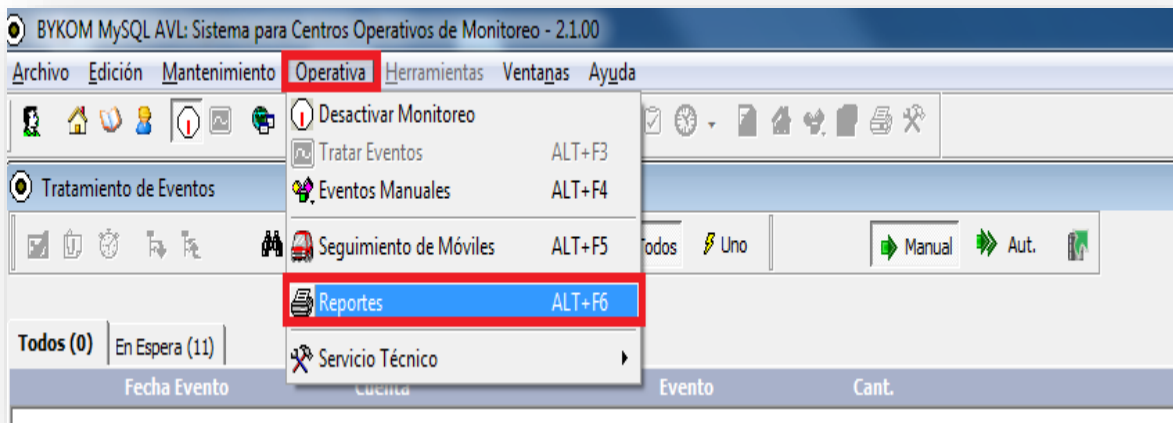 BYKOM MySQL AVL: Sistema para Centros Operativos de Monitoreo - 2.1.00
Archivo Edición Mantenimiento Operativa Herramientas Ventanas Ayuda
Desactivar Monitoreo
Tratar Eventos ALT+F3
Tratamiento de Eventos
Eventos Manuales ALT+F4
Seguimiento de Móviles ALT+F5
Todos Uno Manual Aut.
Reportes ALT+F6
Todos (0) En Espera (11)
Servicio Técnico
Fecha Evento Cuenta Evento Cant.